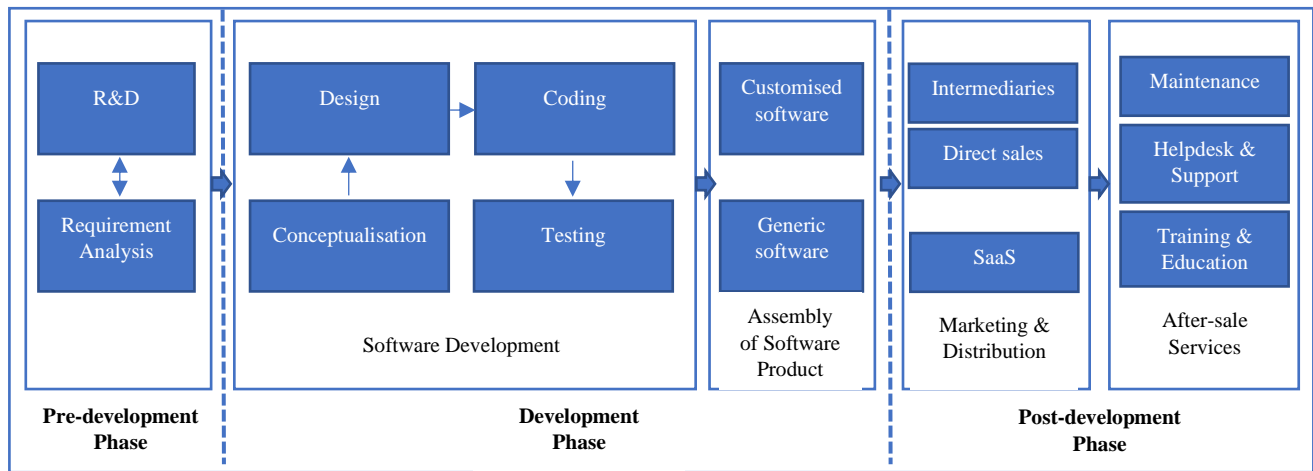 R&D
Requirement
Analysis
Design
Coding
Conceptualisation
Testing
Software Development
Customised
software
Generic
software
Assembly
of Software
Product
Intermediaries
Direct sales
SaaS
Marketing &
Distribution
Maintenance
Helpdesk &
Support
Training &
Education
After-sale
Services
Pre-development
Phase
Development
Phase
Post-development
Phase